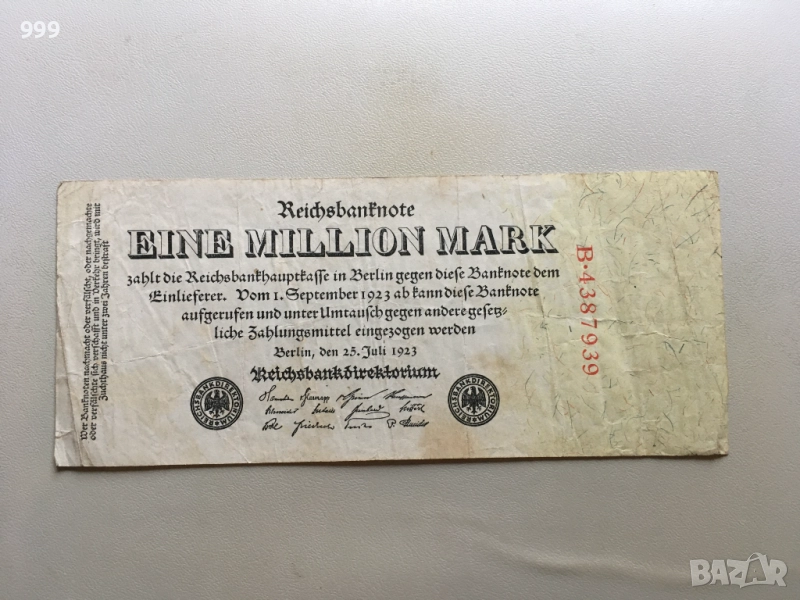 999
Reichsbanknote
EINE MILLION MARK
zahlt die Reichsbankhauptkasse in Berlin gegen diese Banknote dem
Einlieferer. Vom 1. September 1923 ab kann diese Banknote
aufgerufen und unter Umtausch gegen andere gesetz-
liche Zahlungsmittel eingezogen werden
Berlin, den 25. Juli 1923
Reichsbankdirektorium
REICHSBANKDIREKTORIUM
REICHSBANKDIREKTORIUM
B·4387939
Wer Banknoten nachmacht oder verfälscht, oder nachgemachte
oder verfälschte sich verschafft und in Verkehr bringt, wird mit
Zuchthaus nicht unter zwei Jahren bestraft
BAZAR